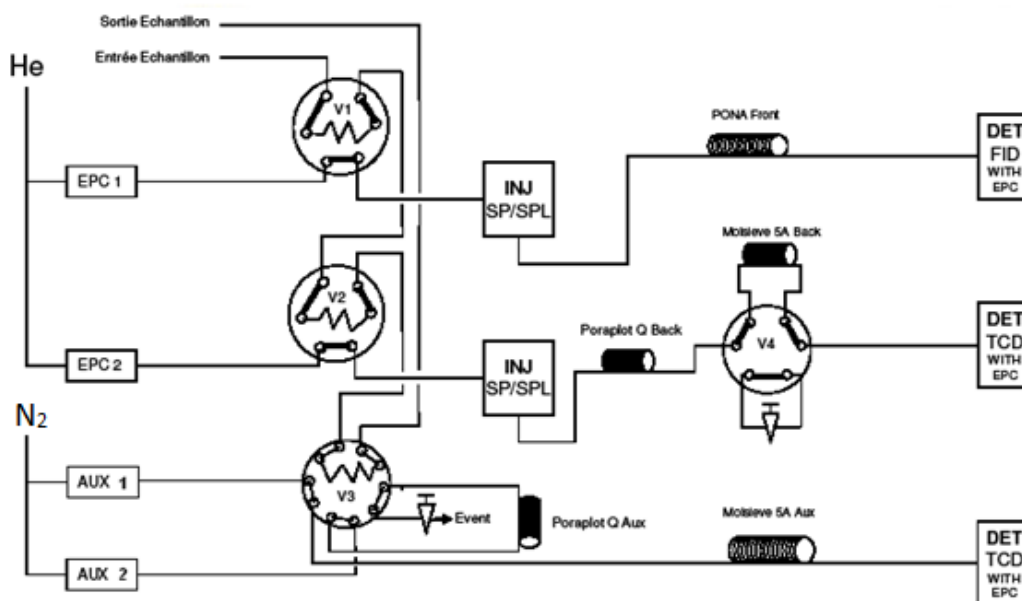 Sortie Echantillon
Entrée Echantillon
He
V1
PONA Front
DET
FID
WITH
EPC
EPC 1
INJ
SP/SPL
Molsieve 5A Back
V2
Poraplot Q Back
V4
DET
TCD
WITH
EPC
EPC 2
INJ
SP/SPL
N2
AUX 1
V3
Event
Poraplot Q Aux
Molsieve 5A Aux
DET
TCD
WITH
EPC
AUX 2